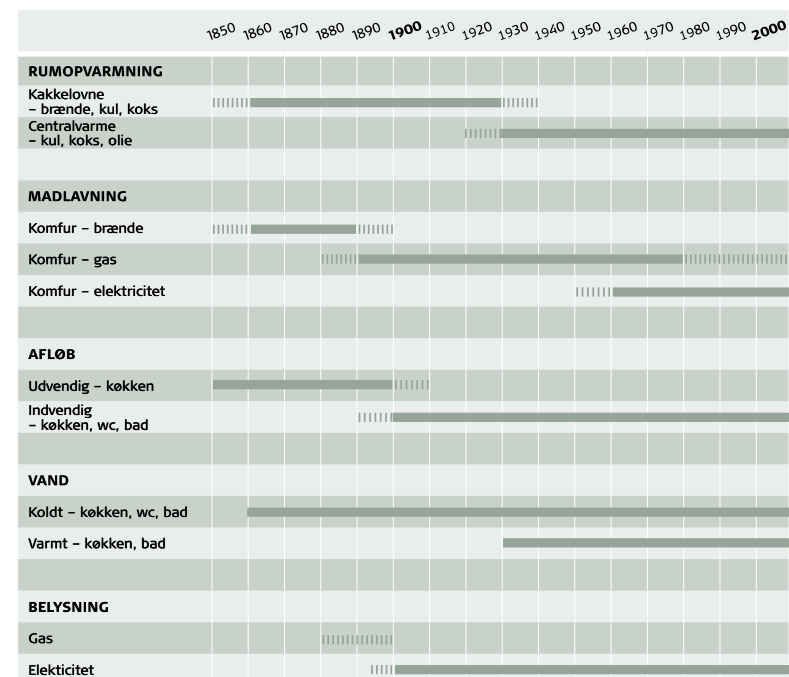 1850 1860 1870 1880 1890 1900 1910 1920 1930 1940 1950 1960 1970 1980 1990 2000
RUMOPVARMNING
Kakkelovne
– brænde, kul, koks
Centralvarme
– kul, koks, olie
MADLAVNING
Komfur – brænde
Komfur – gas
Komfur – elektricitet
AFLØB
Udvendig – køkken
Indvendig
– køkken, wc, bad
VAND
Koldt – køkken, wc, bad
Varmt – køkken, bad
BELYSNING
Gas
Elekticitet